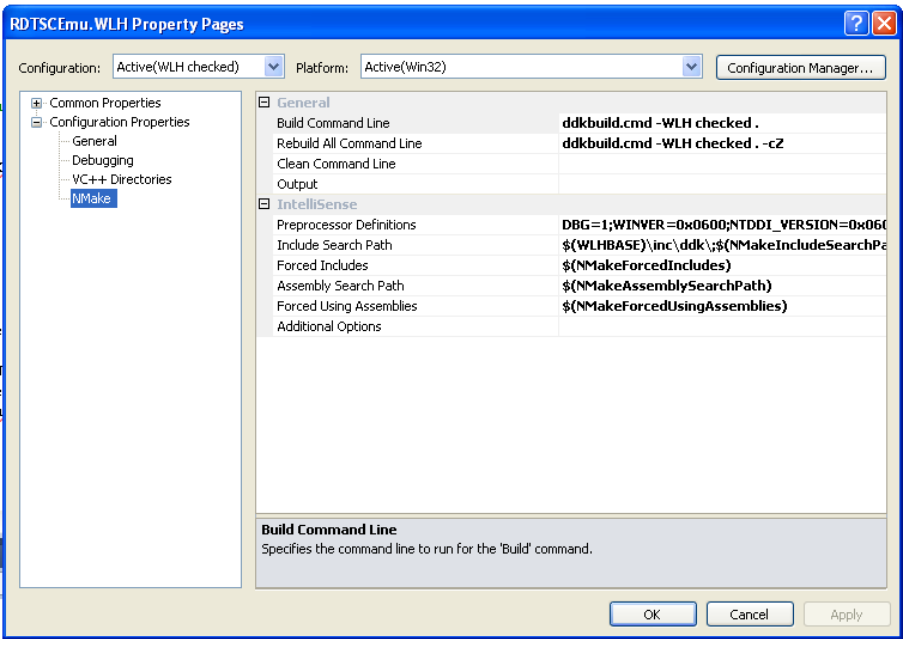 RDTSCEmu.WLH Property Pages
Configuration: Active(WLH checked) Platform: Active(Win32) Configuration Manager...
Common Properties
Configuration Properties
General
Debugging
VC++ Directories
NMake
General
Build Command Line ddkbuild.cmd -WLH checked .
Rebuild All Command Line ddkbuild.cmd -WLH checked . -cZ
Clean Command Line
Output
IntelliSense
Preprocessor Definitions DBG=1;WINVER=0x0600;NTDDI_VERSION=0x060
Include Search Path $(WLHBASE)\inc\ddk\;$(NMakeIncludeSearchPa
Forced Includes $(NMakeForcedIncludes)
Assembly Search Path $(NMakeAssemblySearchPath)
Forced Using Assemblies $(NMakeForcedUsingAssemblies)
Additional Options
Build Command Line
Specifies the command line to run for the 'Build' command.
OK Cancel Apply